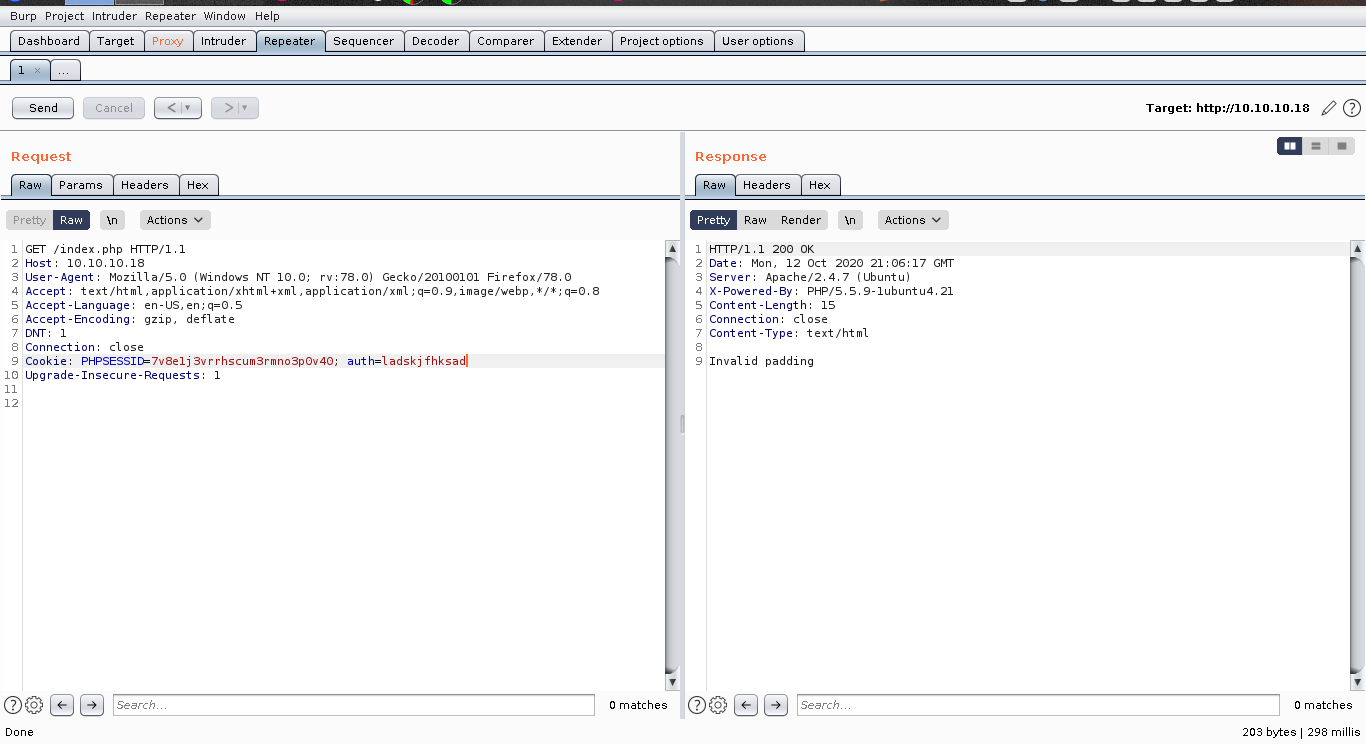 Burp Project Intruder Repeater Window Help
Dashboard Target Proxy Intruder Repeater Sequencer Decoder Comparer Extender Project options User options
1 × ...
Send Cancel < | ▼ > | ▼ Target: http://10.10.10.18 ?
Request
Raw Params Headers Hex
Pretty Raw \n Actions
1 GET /index.php HTTP/1.1
2 Host: 10.10.10.18
3 User-Agent: Mozilla/5.0 (Windows NT 10.0; rv:78.0) Gecko/20100101 Firefox/78.0
4 Accept: text/html,application/xhtml+xml,application/xml;q=0.9,image/webp,*/*;q=0.8
5 Accept-Language: en-US,en;q=0.5
6 Accept-Encoding: gzip, deflate
7 DNT: 1
8 Connection: close
9 Cookie: PHPSESSID=7v8e1j3vrrhscum3rmno3p0v40; auth=ladskjfhksad
10 Upgrade-Insecure-Requests: 1
11
12
? Search... 0 matches
Response
Raw Headers Hex
Pretty Raw Render \n Actions
1 HTTP/1.1 200 OK
2 Date: Mon, 12 Oct 2020 21:06:17 GMT
3 Server: Apache/2.4.7 (Ubuntu)
4 X-Powered-By: PHP/5.5.9-1ubuntu4.21
5 Content-Length: 15
6 Connection: close
7 Content-Type: text/html
8
9 Invalid padding
? Search... 0 matches
Done 203 bytes | 298 millis